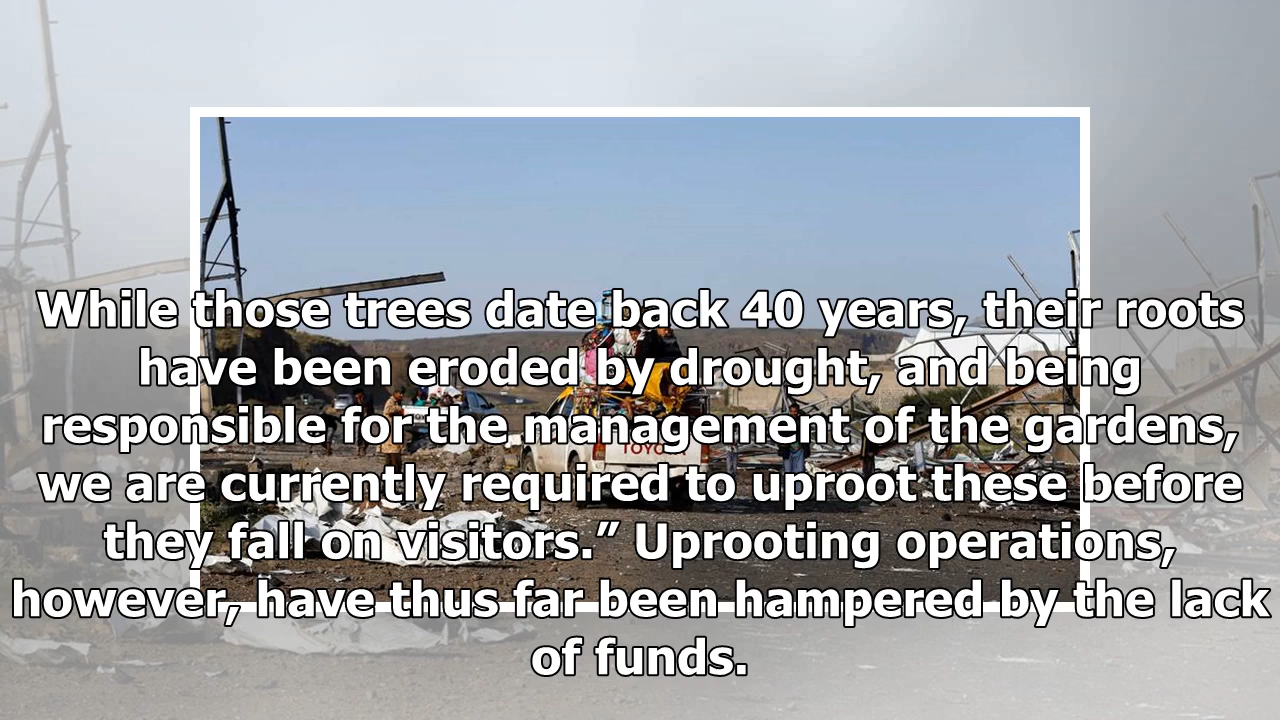 While those trees date back 40 years, their roots
have been eroded by drought, and being
responsible for the management of the gardens,
we are currently required to uproot these before
they fall on visitors.” Uprooting operations,
however, have thus far been hampered by the lack
of funds.